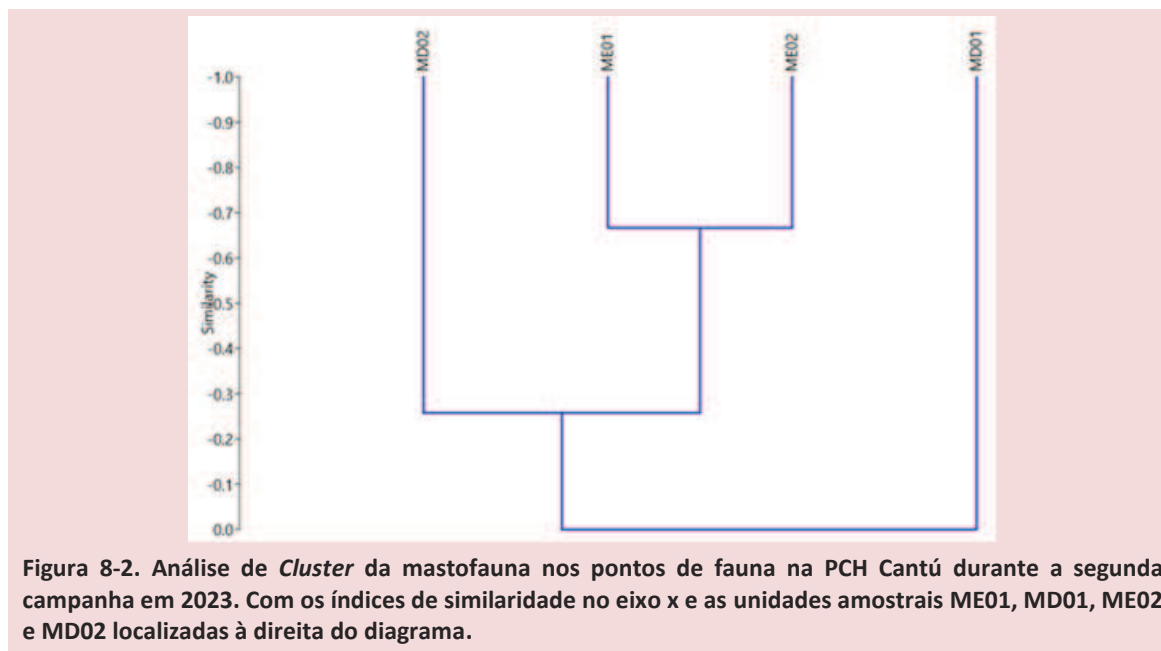 MD02
ME01
ME02
MD01
-1.0
-0.9
-0.8
-0.7
-0.6
-0.5
-0.4
-0.3
-0.2
-0.1
0.0
Similarity
Figura 8-2. Análise de Cluster da mastofauna nos pontos de fauna na PCH Cantú durante a segunda
campanha em 2023. Com os índices de similaridade no eixo x e as unidades amostrais ME01, MD01, ME02
e MD02 localizadas à direita do diagrama.